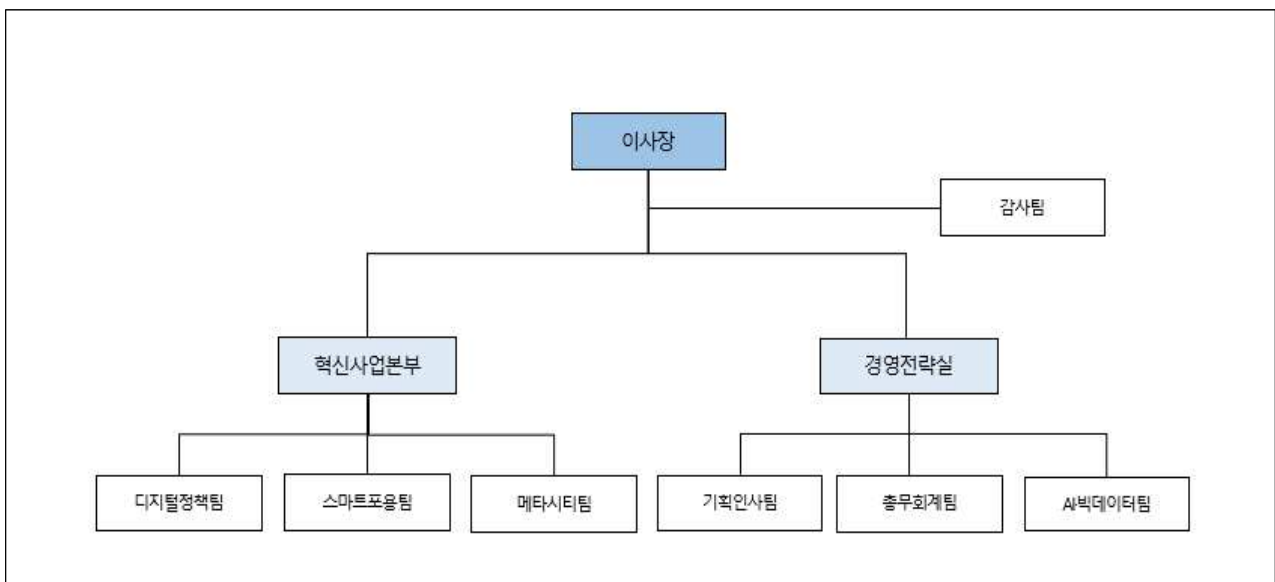 이사장
감사팀
혁신사업본부
경영전략실
디지털정책팀
스마트포용팀
메타시티팀
기획인사팀
총무회계팀
AI빅데이터팀